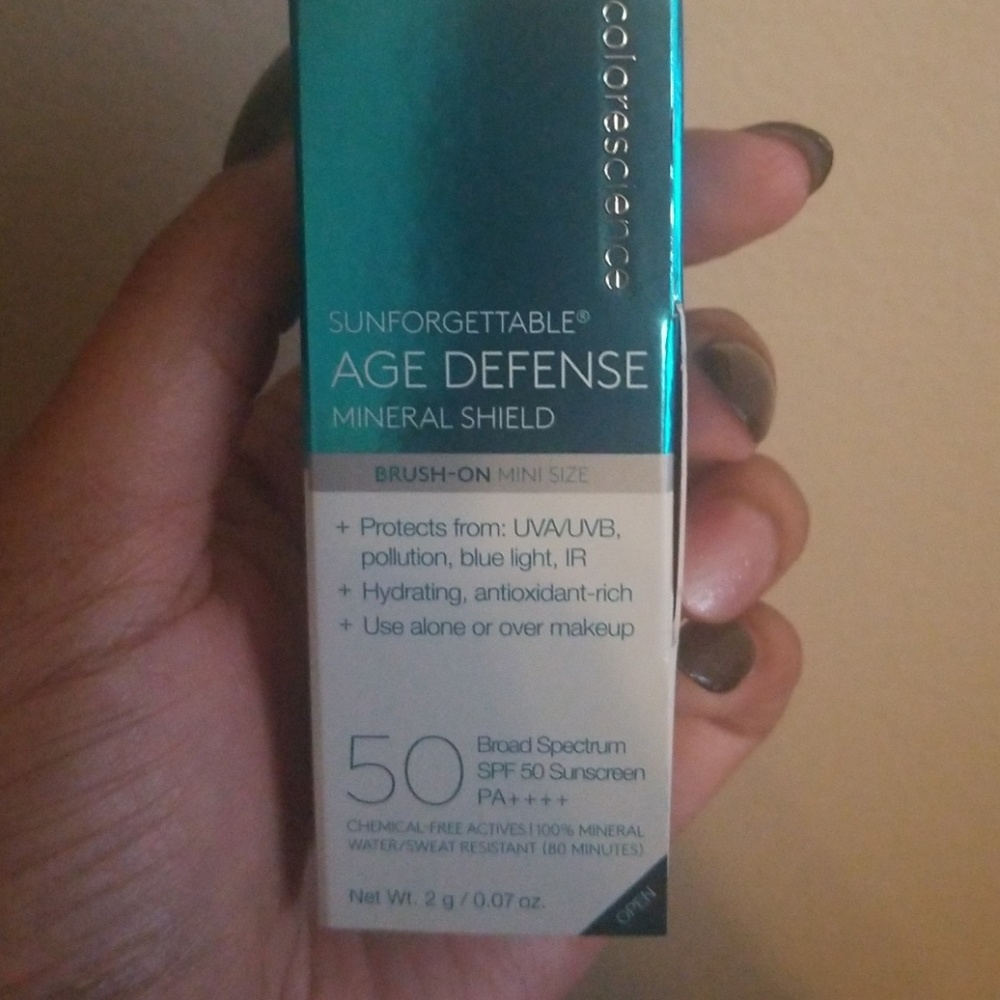 colorescience
SUNFORGETTABLE®
AGE DEFENSE
MINERAL SHIELD
BRUSH-ON MINI SIZE
+ Protects from: UVA/UVB,
pollution, blue light, IR
+ Hydrating, antioxidant-rich
+ Use alone or over makeup
50
Broad Spectrum
SPF 50 Sunscreen
PA++++
CHEMICAL-FREE ACTIVES | 100% MINERAL
WATER/SWEAT RESISTANT (80 MINUTES)
Net Wt. 2 g / 0.07 oz.
OPEN